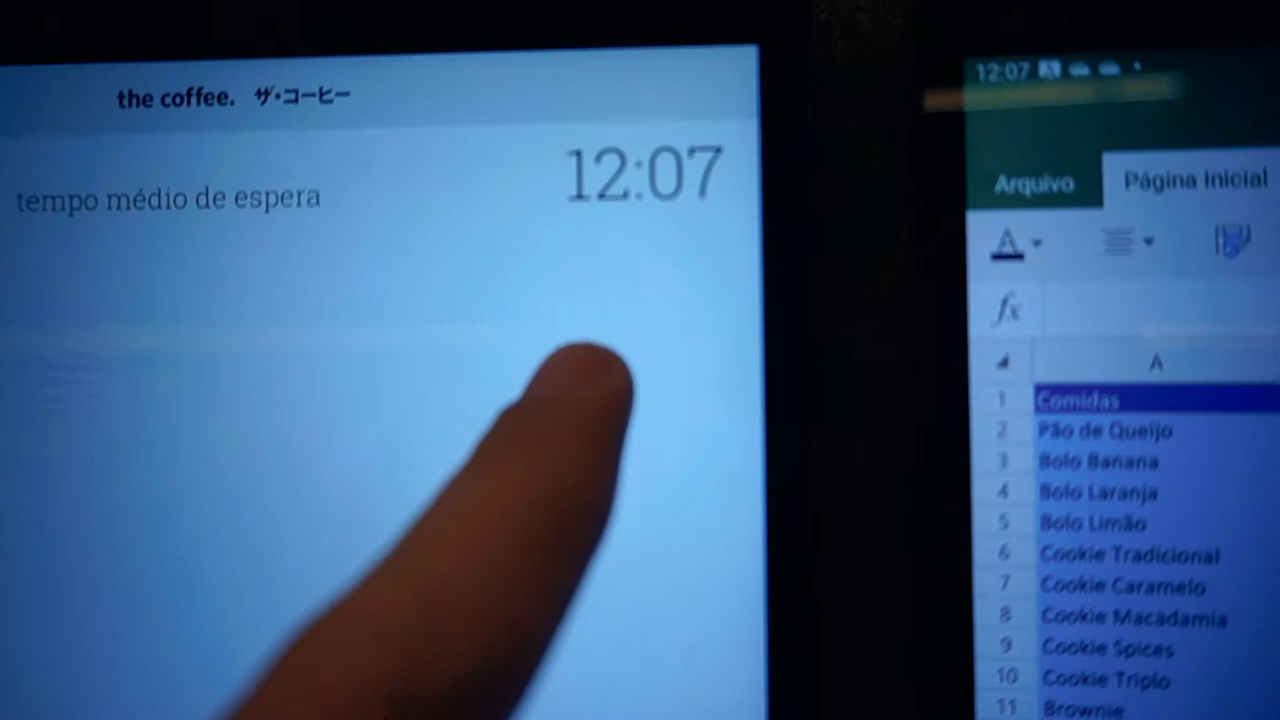 the coffee. ザ・コーヒー
12:07
tempo médio de espera
12:07
Arquivo
Página Inicial
A
fx
A
1 Comidas
2 Pão de Queijo
3 Bolo Banana
4 Bolo Laranja
5 Bolo Limão
6 Cookie Tradicional
7 Cookie Caramelo
8 Cookie Macadamia
9 Cookie Spices
10 Cookie Triplo
11 Brownie